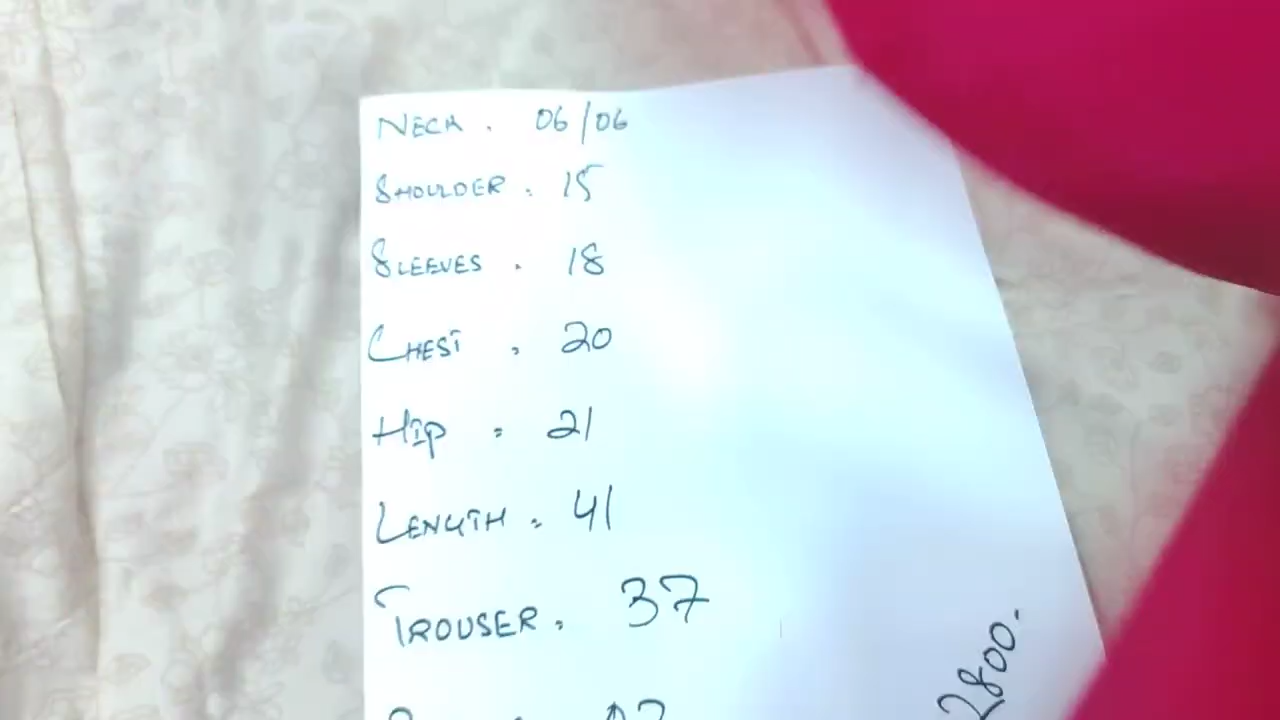 NECK . 06/06
SHOULDER . 15
SLEEVES . 18
CHEST . 20
HIP = 21
LENGTH = 41
TROUSER . 37
2800.